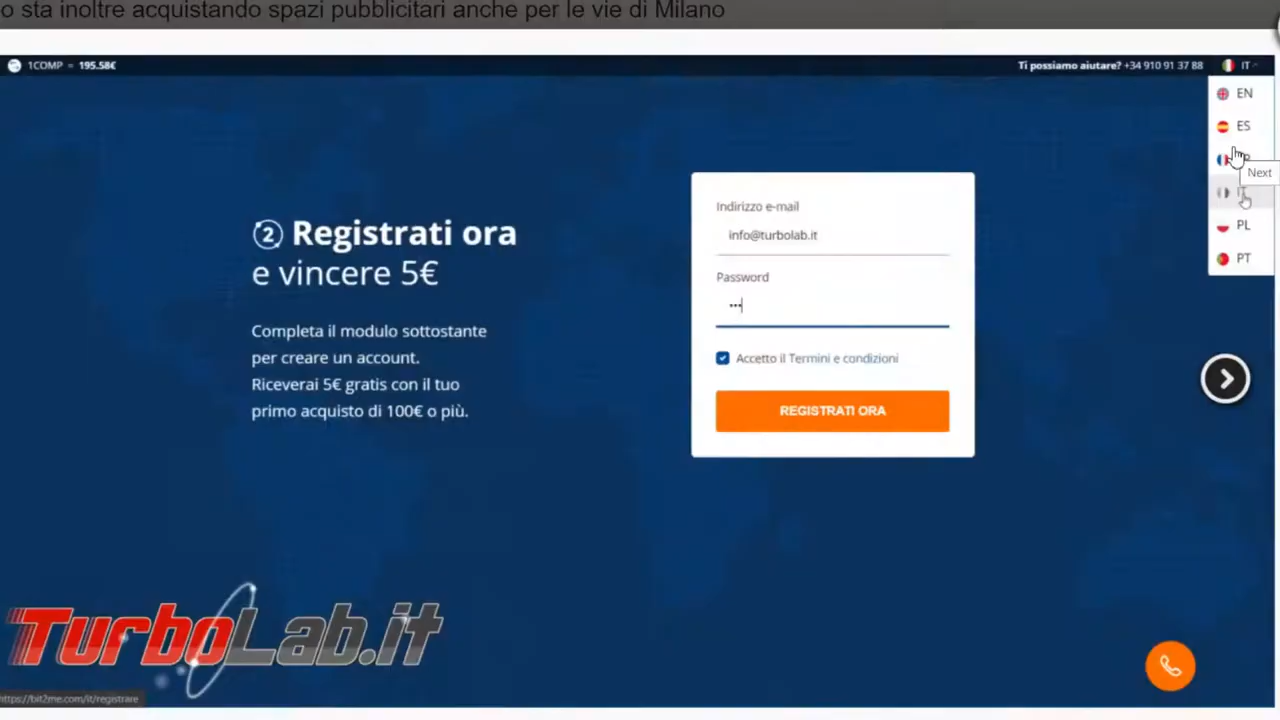 o sta inoltre acquistando spazi pubblicitari anche per le vie di Milano
1COMP = 195.58€
Ti possiamo aiutare? +34 910 91 37 88
IT
EN
ES
Next
IT
PL
PT
2 Registrati ora
e vincere 5€
Completa il modulo sottostante
per creare un account.
Riceverai 5€ gratis con il tuo
primo acquisto di 100€ o più.
Indirizzo e-mail
info@turbolab.it
Password
•••
Accetto il Termini e condizioni
REGISTRATI ORA
TurboLab.it
https://bit2me.com/it/registrare